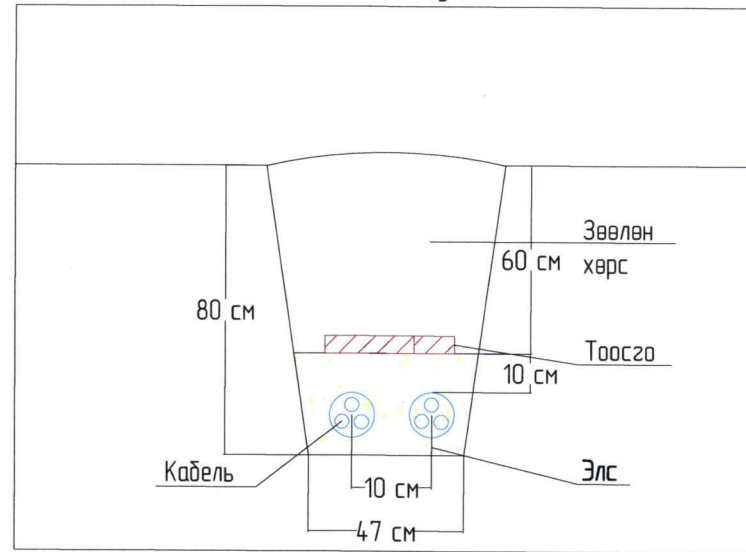 Зөөлөн
60 см хөрс
80 см
Тоосго
10 см
Кабель
Элс
10 см
47 см